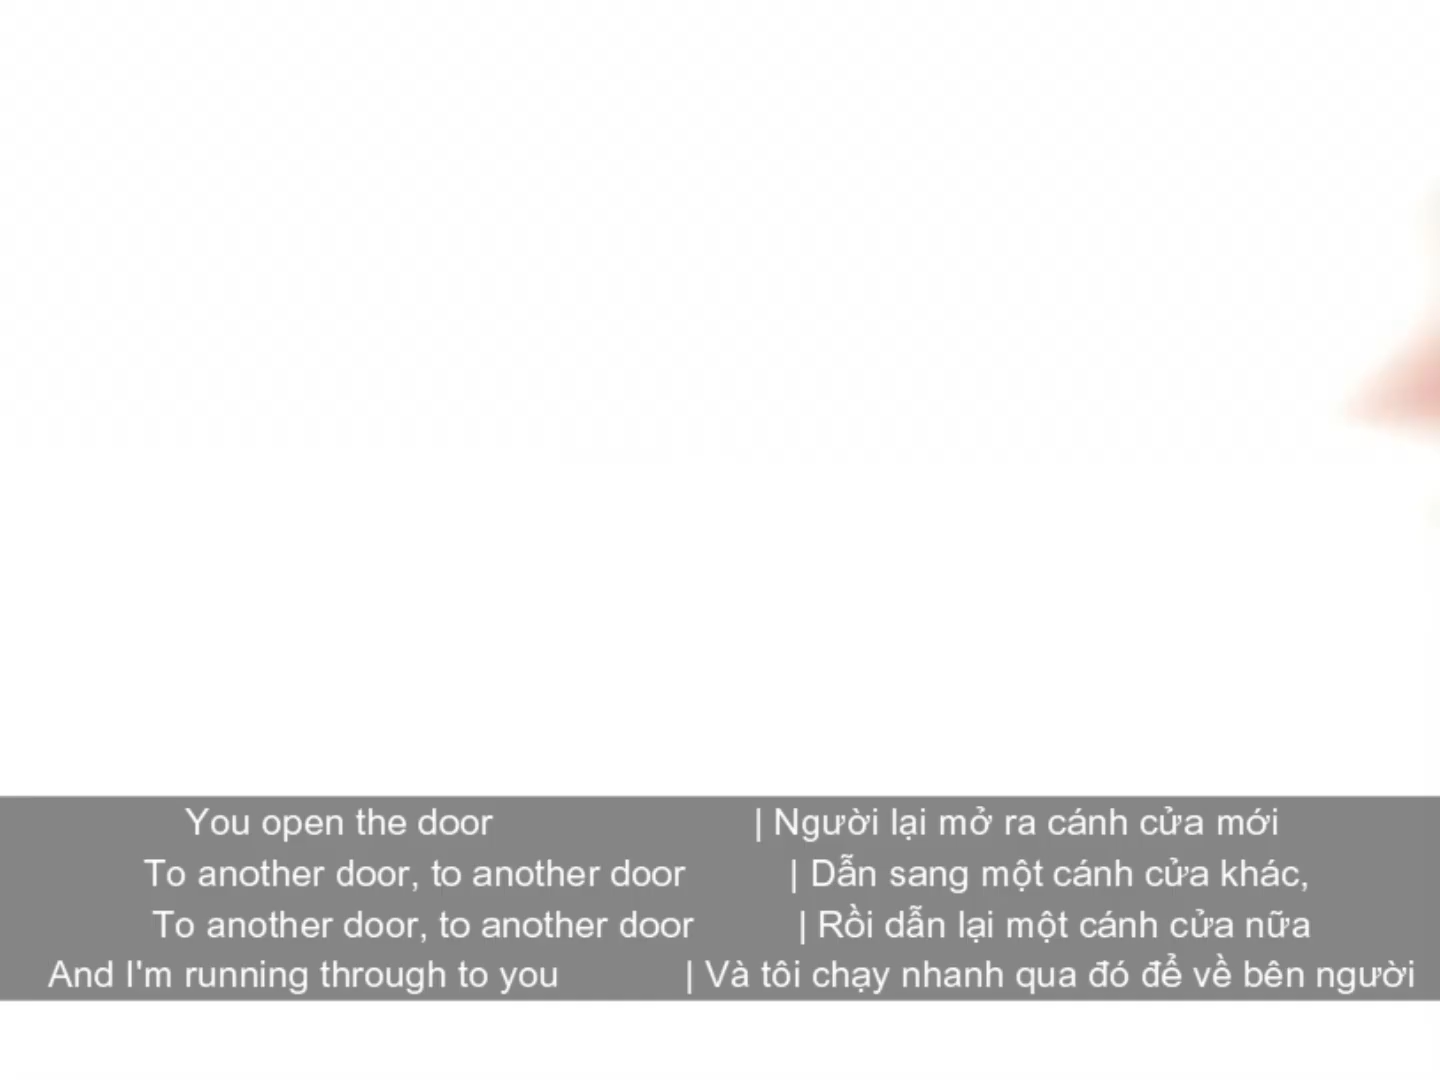 You open the door | Người lại mở ra cánh cửa mới
To another door, to another door | Dẫn sang một cánh cửa khác,
To another door, to another door | Rồi dẫn lại một cánh cửa nữa
And I'm running through to you | Và tôi chạy nhanh qua đó để về bên người